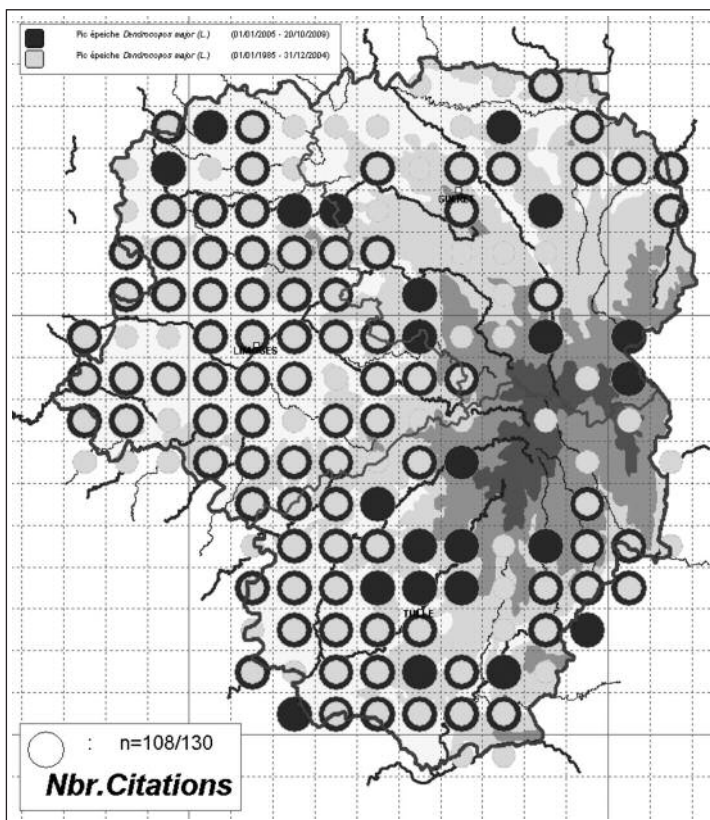 Pic épeiche Dendrocopos major (L.) (01/01/2005 - 20/10/2009)
Pic épeiche Dendrocopos major (L.) (01/01/1985 - 31/12/2004)
GUÉRET
LIMOGES
TULLE
: n=108/130
Nbr.Citations